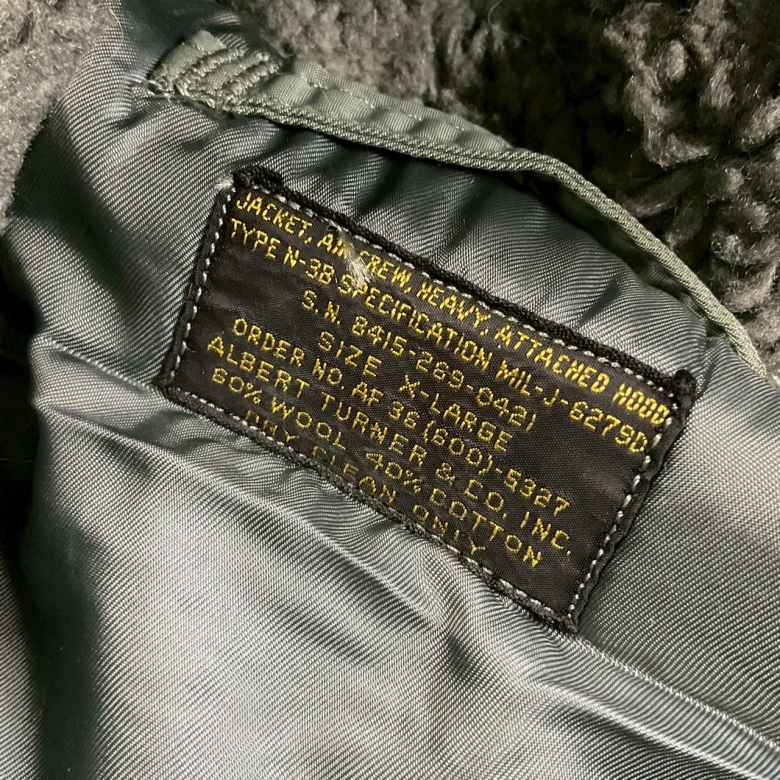 JACKET, AIRCREW, HEAVY, ATTACHED HOOD
TYPE N-3B SPECIFICATION MIL-J-6279D
S.N. 8415-269-0421
SIZE X-LARGE
ORDER NO. AF 36 (600)-5327
ALBERT TURNER & CO. INC.
60% WOOL 40% COTTON
DRY CLEAN ONLY